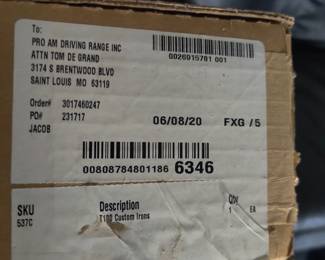 To:
PRO AM DRIVING RANGE INC
ATTN TOM DE GRAND
3174 S BRENTWOOD BLVD
SAINT LOUIS MO 63119
0026015781 001
Order# 3017460247
PO# 231717
JACOB
06/08/20 FXG /5
00808784801186 6346
SKU Description Qty
537C T100 Custom Irons 1 EA